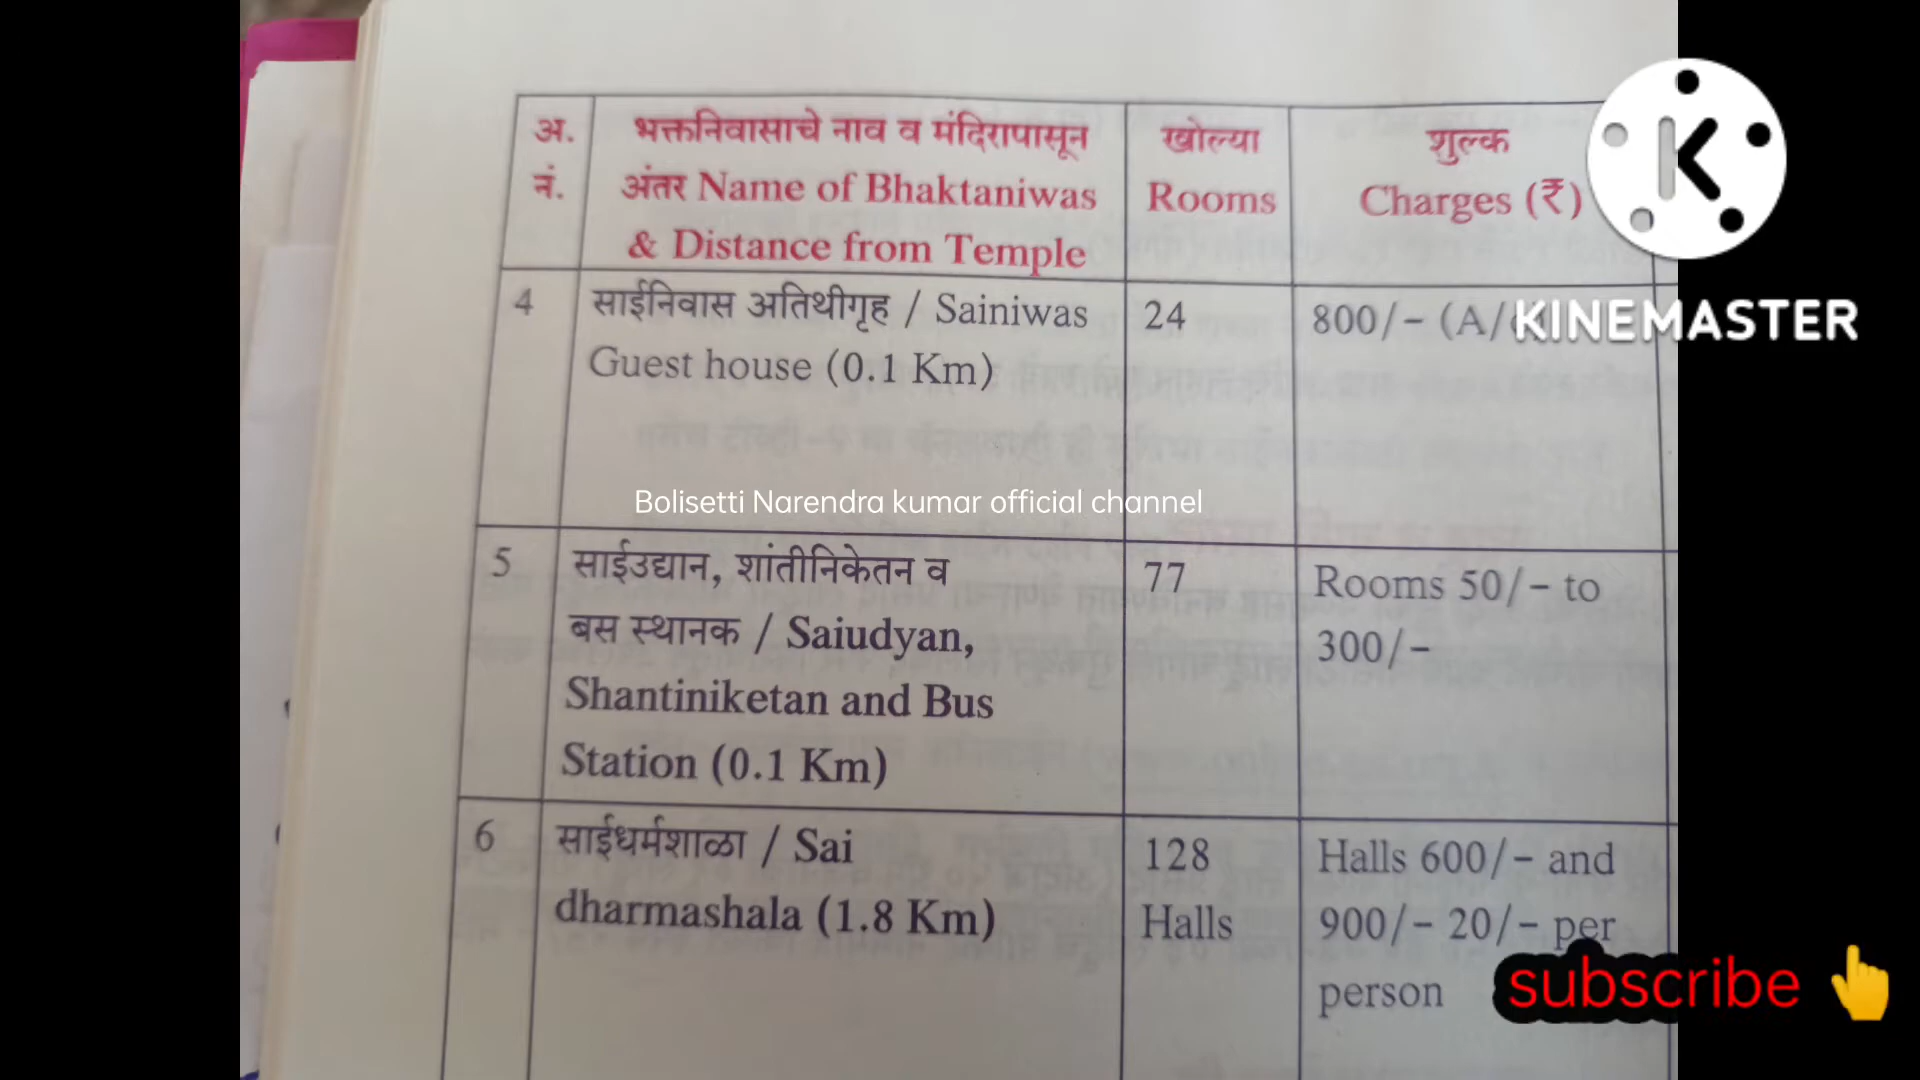 अ.
नं.
भक्तनिवासाचे नाव व मंदिरापासून
अंतर Name of Bhaktaniwas
& Distance from Temple
खोल्या
Rooms
शुल्क
Charges (₹)
4
साईनिवास अतिथीगृह / Sainiwas
Guest house (0.1 Km)
24
800/- (A/
5
साईउद्यान, शांतीनिकेतन व
बस स्थानक / Saiudyan,
Shantiniketan and Bus
Station (0.1 Km)
77
Rooms 50/- to
300/-
6
साईधर्मशाळा / Sai
dharmashala (1.8 Km)
128
Halls
Halls 600/- and
900/- 20/- per
person
K
KINEMASTER
Bolisetti Narendra kumar official channel
subscribe